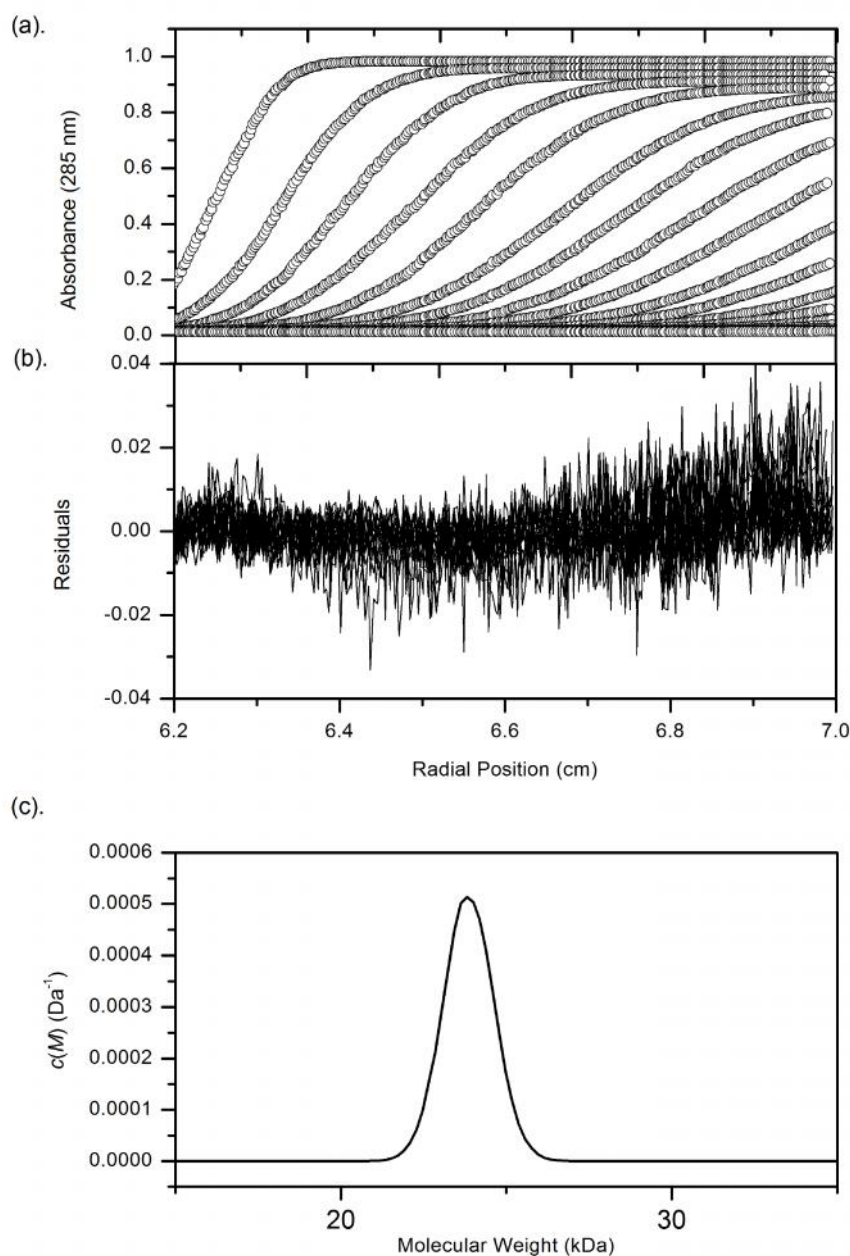 (a).
1.0
0.8
0.6
0.4
0.2
0.0
Absorbance (285 nm)
(b).
0.04
0.02
0.00
-0.02
-0.04
Residuals
6.2 6.4 6.6 6.8 7.0
Radial Position (cm)
(c).
0.0006
0.0005
0.0004
0.0003
0.0002
0.0001
0.0000
c(M) (Da⁻¹)
20 30
Molecular Weight (kDa)